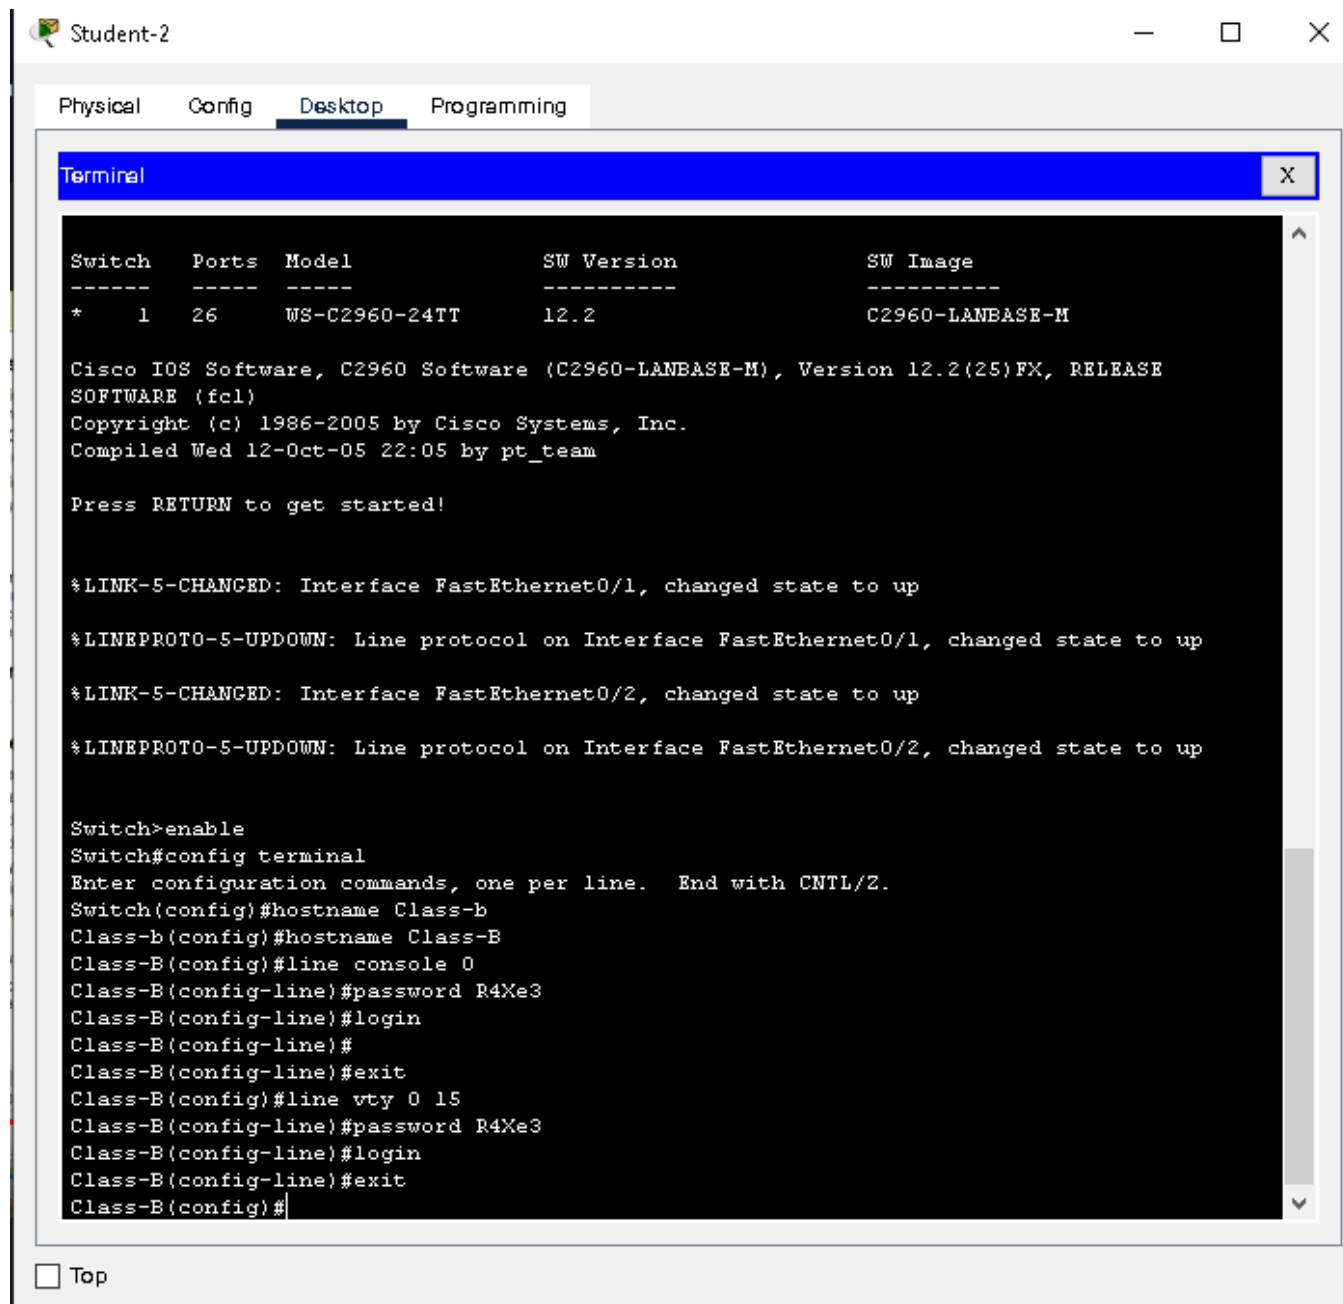 Student-2
Physical Config Desktop Programming
Terminal X
Switch Ports Model SW Version SW Image
------ ----- ----- ---------- ----------
* 1 26 WS-C2960-24TT 12.2 C2960-LANBASE-M
Cisco IOS Software, C2960 Software (C2960-LANBASE-M), Version 12.2(25)FX, RELEASE
SOFTWARE (fc1)
Copyright (c) 1986-2005 by Cisco Systems, Inc.
Compiled Wed 12-Oct-05 22:05 by pt_team
Press RETURN to get started!
%LINK-5-CHANGED: Interface FastEthernet0/1, changed state to up
%LINEPROTO-5-UPDOWN: Line protocol on Interface FastEthernet0/1, changed state to up
%LINK-5-CHANGED: Interface FastEthernet0/2, changed state to up
%LINEPROTO-5-UPDOWN: Line protocol on Interface FastEthernet0/2, changed state to up
Switch>enable
Switch#config terminal
Enter configuration commands, one per line. End with CNTL/Z.
Switch(config)#hostname Class-b
Class-b(config)#hostname Class-B
Class-B(config)#line console 0
Class-B(config-line)#password R4Xe3
Class-B(config-line)#login
Class-B(config-line)#
Class-B(config-line)#exit
Class-B(config)#line vty 0 15
Class-B(config-line)#password R4Xe3
Class-B(config-line)#login
Class-B(config-line)#exit
Class-B(config)#
Top